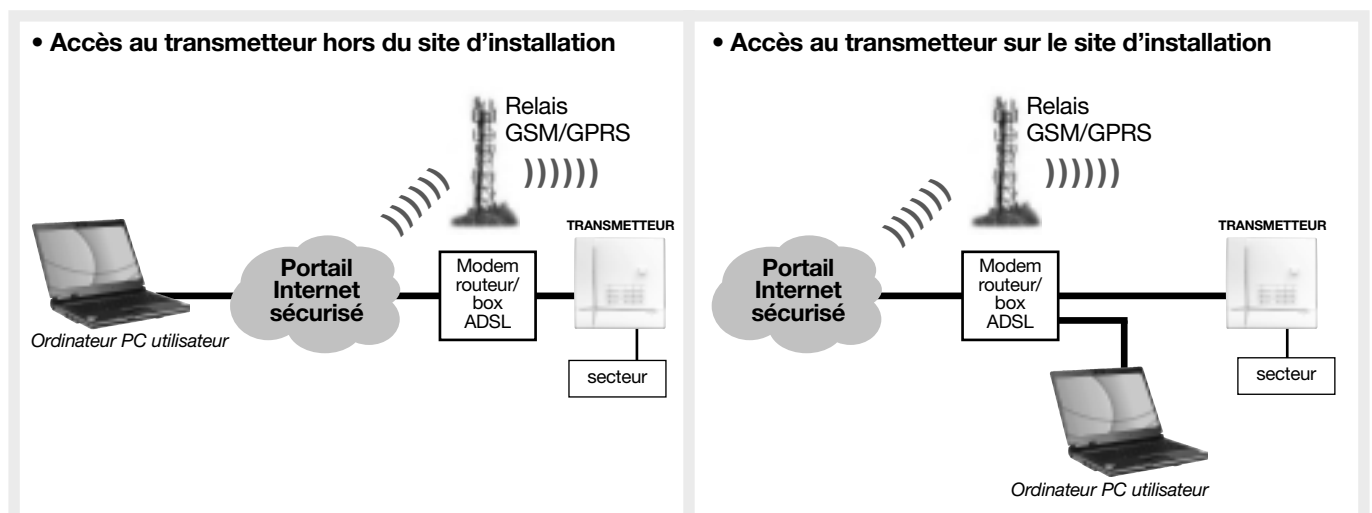 • Accès au transmetteur hors du site d'installation
Relais
GSM/GPRS
TRANSMETTEUR
Portail
Internet
sécurisé
Modem
routeur/
box
ADSL
Ordinateur PC utilisateur
secteur
• Accès au transmetteur sur le site d'installation
Relais
GSM/GPRS
TRANSMETTEUR
Portail
Internet
sécurisé
Modem
routeur/
box
ADSL
secteur
Ordinateur PC utilisateur